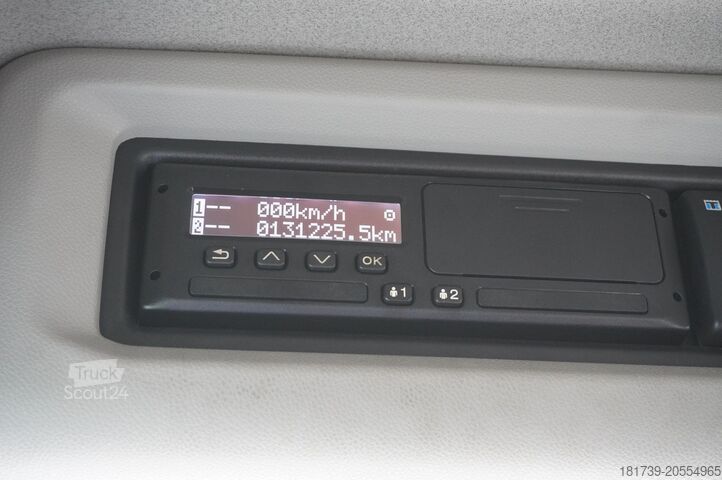 1-- 000km/h
2-- 0131225.5km
OK
1 2
Truck
Scout24
181739-20554965